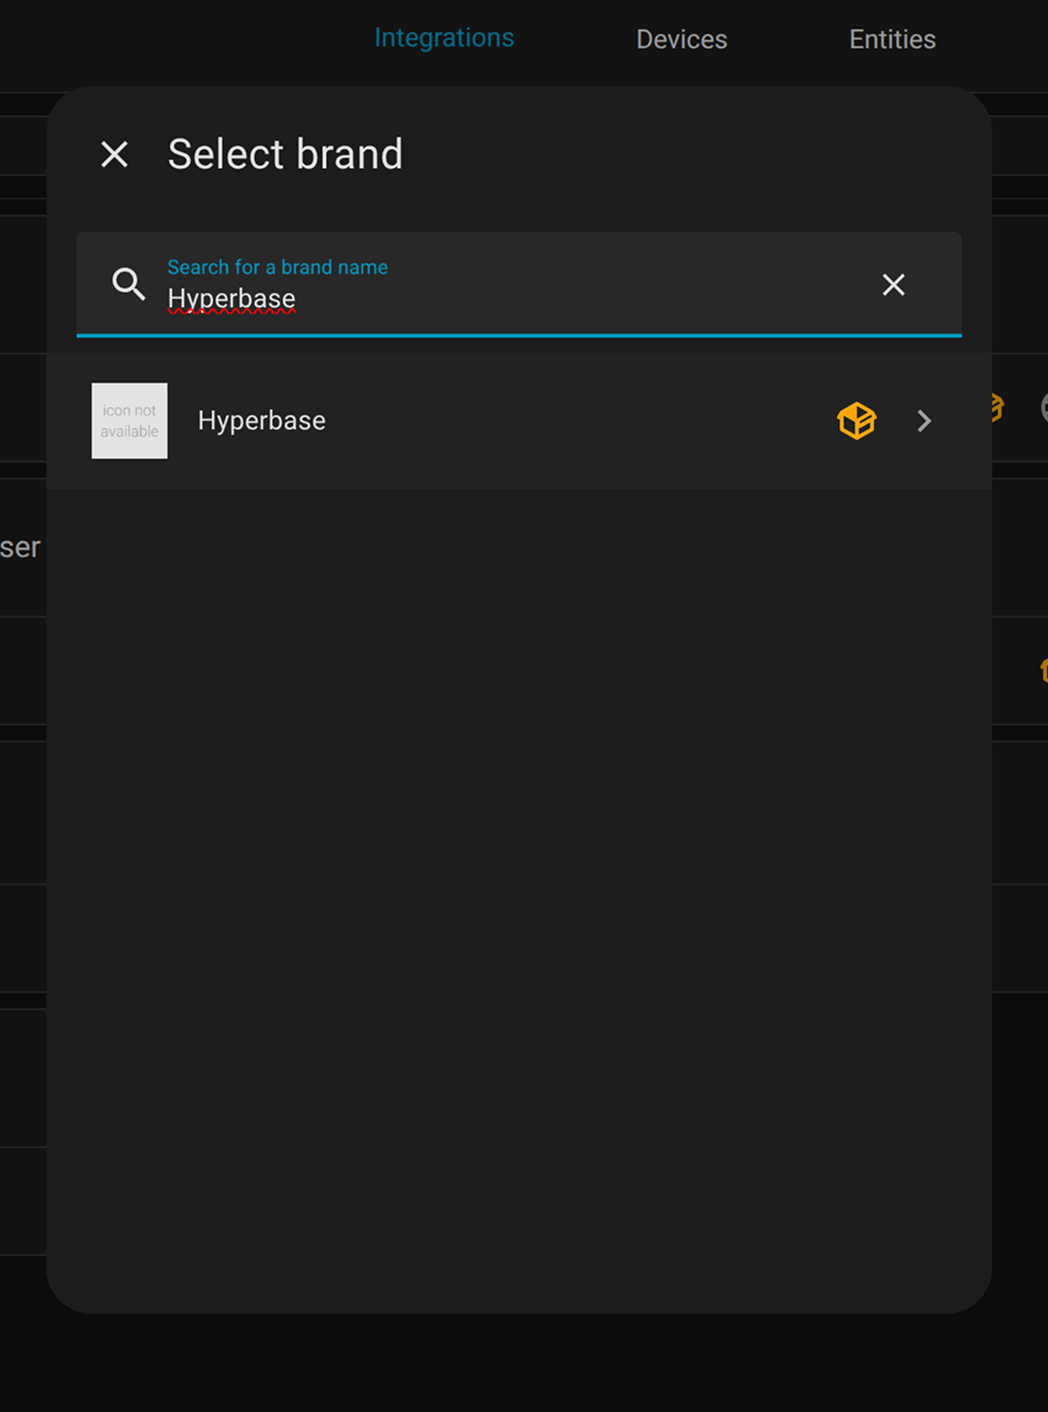 Integrations Devices Entities
Select brand
Search for a brand name
Hyperbase
icon not
available
Hyperbase
ser